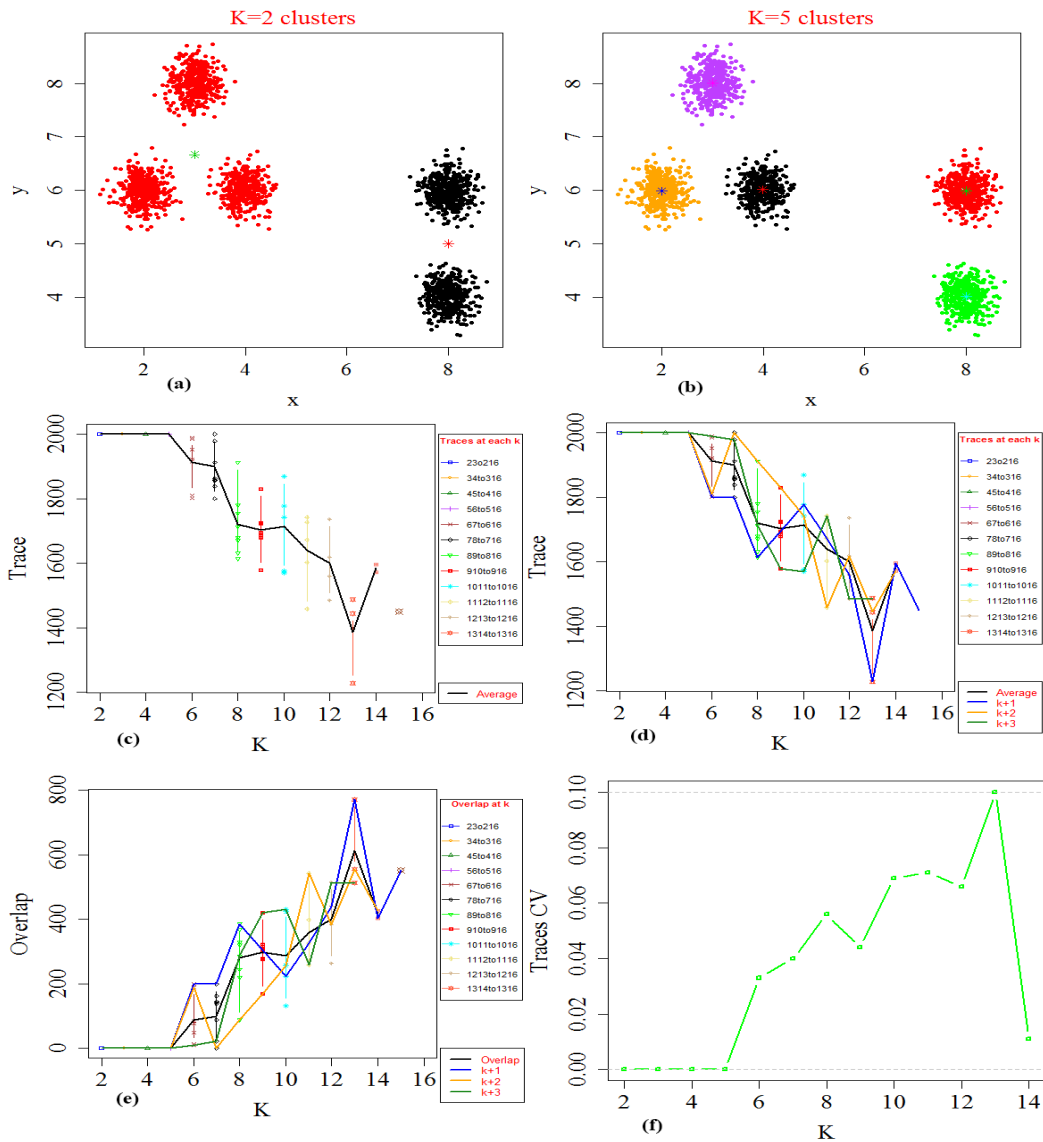 K=2 clusters
y
8
7
6
5
4
2
4
6
8
(a)
x
K=5 clusters
y
8
7
6
5
4
2
4
6
8
(b)
x
Trace
2000
1800
1600
1400
1200
2
4
6
8
10
12
14
16
(c)
K
Traces at each k
23o216
34to316
45to416
56to516
67to616
78to716
89to816
910to916
1011to1016
1112to1116
1213to1216
1314to1316
Average
Trace
2000
1800
1600
1400
1200
2
4
6
8
10
12
14
16
(d)
K
Traces at each k
23o216
34to316
45to416
56to516
67to616
78to716
89to816
910to916
1011to1016
1112to1116
1213to1216
1314to1316
Average
k+1
k+2
k+3
Overlap
800
600
400
200
0
2
4
6
8
10
12
14
16
(e)
K
Overlap at k
23o216
34to316
45to416
56to516
67to616
78to716
89to816
910to916
1011to1016
1112to1116
1213to1216
1314to1316
Overlap
k+1
k+2
k+3
Traces CV
0.10
0.08
0.06
0.04
0.02
0.00
2
4
6
8
10
12
14
(f)
K